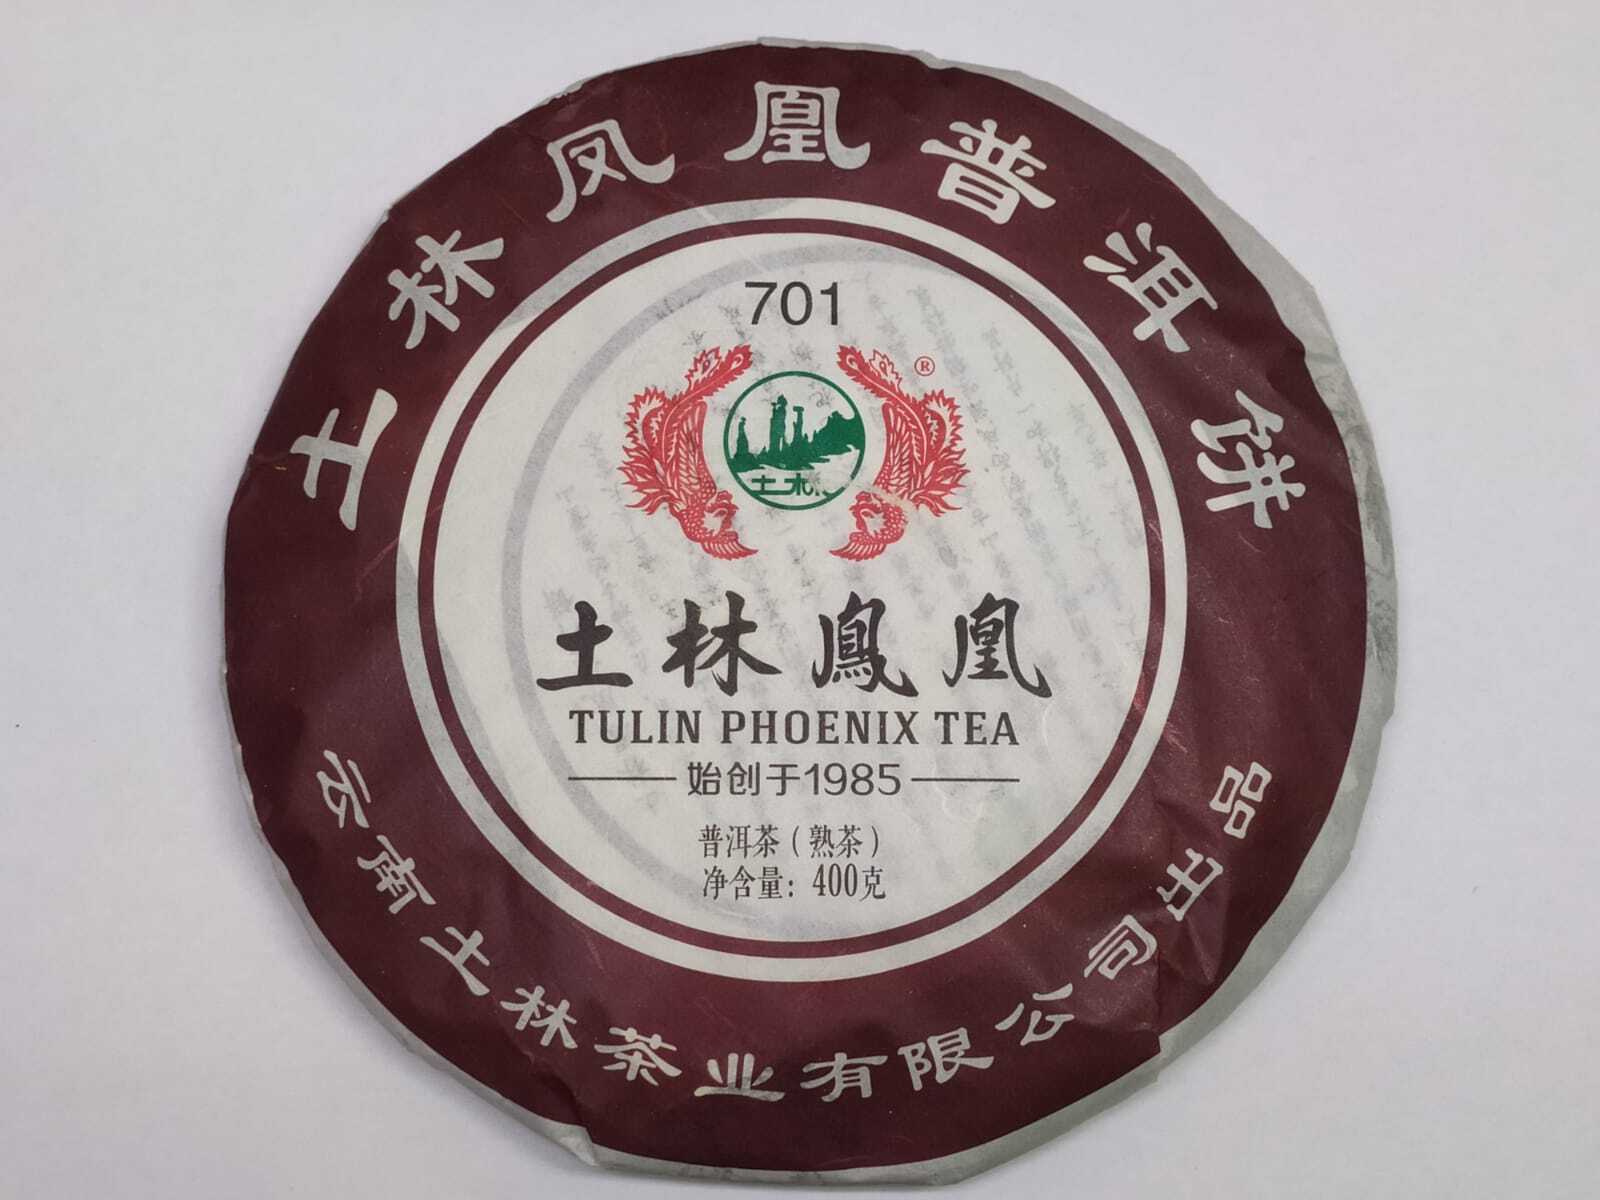 土林凤凰普洱饼
701
®
土林
土林鳳凰
TULIN PHOENIX TEA
始创于1985
普洱茶（熟茶）
净含量：400克
云南土林茶业有限公司出品